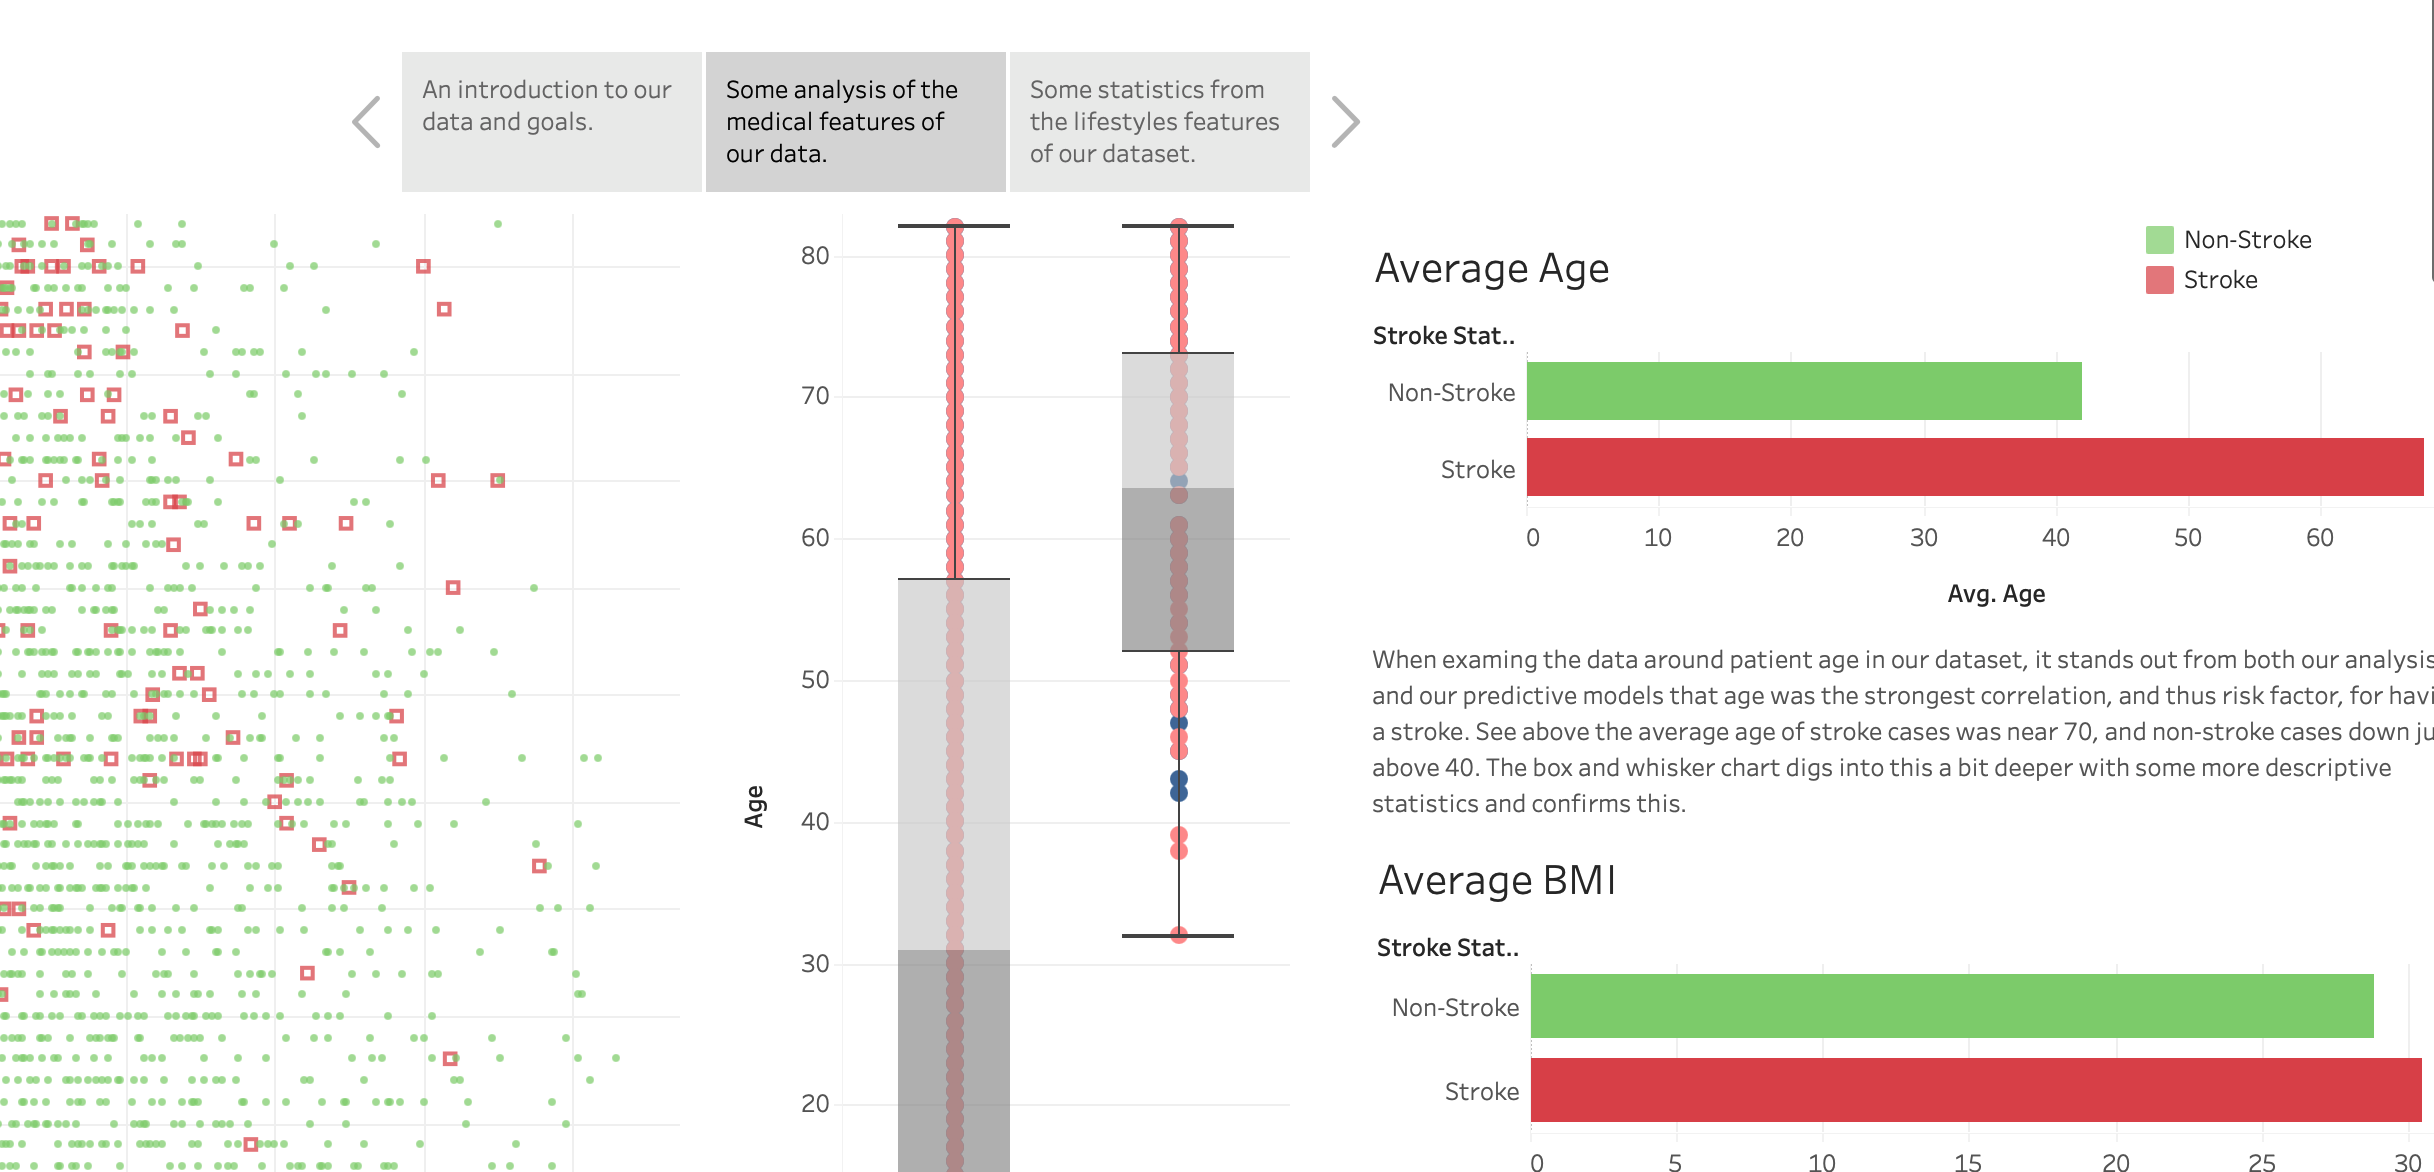 An introduction to our
data and goals.
Some analysis of the
medical features of
our data.
Some statistics from
the lifestyles features
of our dataset.
80
70
60
50
40
30
20
Age
Non-Stroke
Stroke
Average Age
Stroke Stat..
Non-Stroke
Stroke
0 10 20 30 40 50 60
Avg. Age
When examing the data around patient age in our dataset, it stands out from both our analysis
and our predictive models that age was the strongest correlation, and thus risk factor, for havi
a stroke. See above the average age of stroke cases was near 70, and non-stroke cases down ju
above 40. The box and whisker chart digs into this a bit deeper with some more descriptive
statistics and confirms this.
Average BMI
Stroke Stat..
Non-Stroke
Stroke
0 5 10 15 20 25 30